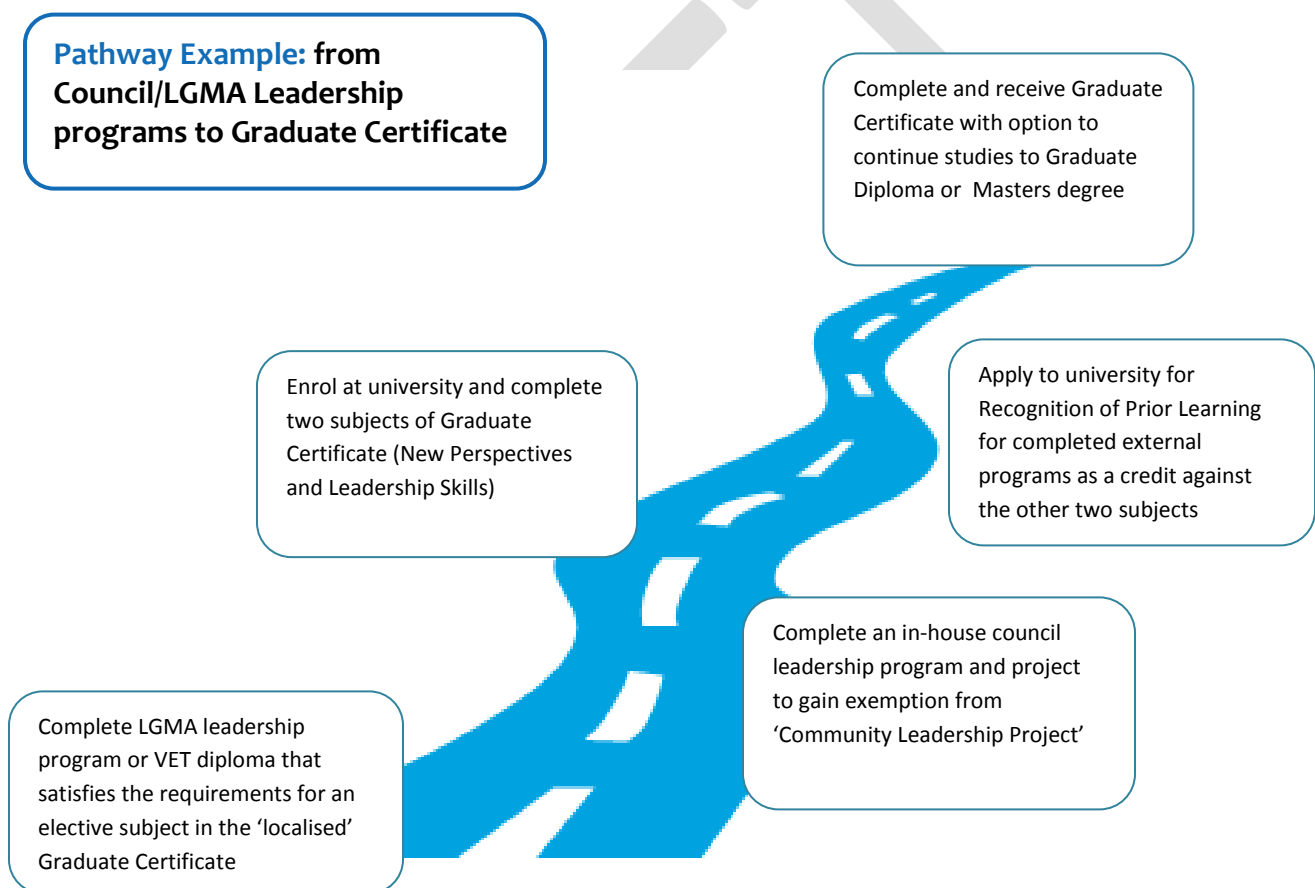 Pathway Example: from
Council/LGMA Leadership
programs to Graduate Certificate
Complete and receive Graduate
Certificate with option to
continue studies to Graduate
Diploma or Masters degree
Enrol at university and complete
two subjects of Graduate
Certificate (New Perspectives
and Leadership Skills)
Apply to university for
Recognition of Prior Learning
for completed external
programs as a credit against
the other two subjects
Complete an in-house council
leadership program and project
to gain exemption from
‘Community Leadership Project’
Complete LGMA leadership
program or VET diploma that
satisfies the requirements for an
elective subject in the ‘localised’
Graduate Certificate